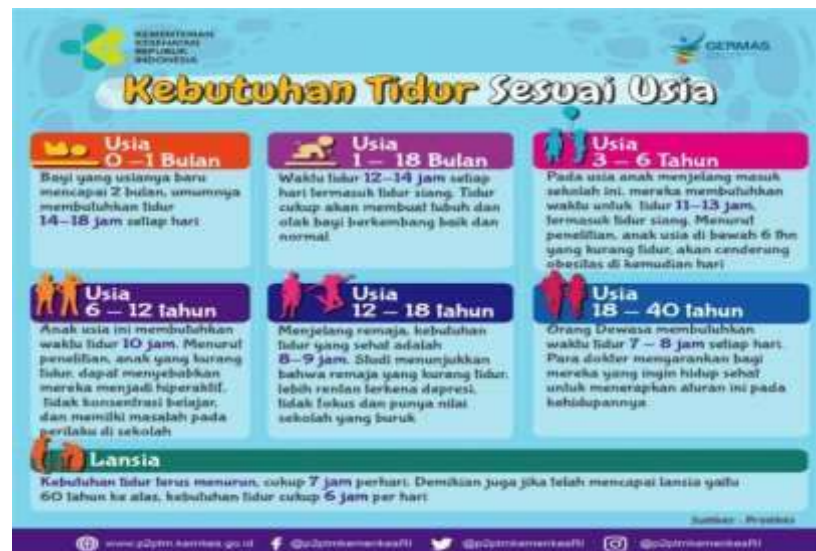 KEMENTERIAN
KESEHATAN
REPUBLIK
INDONESIA
GERMAS
Kebutuhan Tidur Sesuai Usia
Usia
0 – 1 Bulan
Bayi yang usianya baru
mencapai 2 bulan, umumnya
membutuhkan tidur
14–18 jam setiap hari
Usia
1 – 18 Bulan
Waktu tidur 12–14 jam setiap
hari termasuk tidur siang. Tidur
cukup akan membuat tubuh dan
otak bayi berkembang baik dan
normal
Usia
3 – 6 Tahun
Pada usia anak menjelang masuk
sekolah ini, mereka membutuhkan
waktu untuk tidur 11–13 jam,
termasuk tidur siang. Menurut
penelitian, anak usia di bawah 6 thn
yang kurang tidur, akan cenderung
obesitas di kemudian hari
Usia
6 – 12 tahun
Anak usia ini membutuhkan
waktu tidur 10 jam. Menurut
penelitian, anak yang kurang
tidur, dapat menyebabkan
mereka menjadi hiperaktif,
tidak konsentrasi belajar,
dan memilki masalah pada
perilaku di sekolah
Usia
12 – 18 tahun
Menjelang remaja, kebutuhan
tidur yang sehat adalah
8–9 jam. Studi menunjukkan
bahwa remaja yang kurang tidur,
lebih rentan terkena depresi,
tidak fokus dan punya nilai
sekolah yang buruk
Usia
18 – 40 tahun
Orang Dewasa membutuhkan
waktu tidur 7 – 8 jam setiap hari.
Para dokter menyarankan bagi
mereka yang ingin hidup sehat
untuk menerapkan aturan ini pada
kehidupannya
Lansia
Kebutuhan tidur terus menurun, cukup 7 jam perhari. Demikian juga jika telah mencapai lansia yaitu
60 tahun ke atas, kebutuhan tidur cukup 6 jam per hari
Sumber : Promkes
www.p2ptm.kemkes.go.id @p2ptmkemenkesRI @p2ptmkemenkesRI @p2ptmkemenkesRI